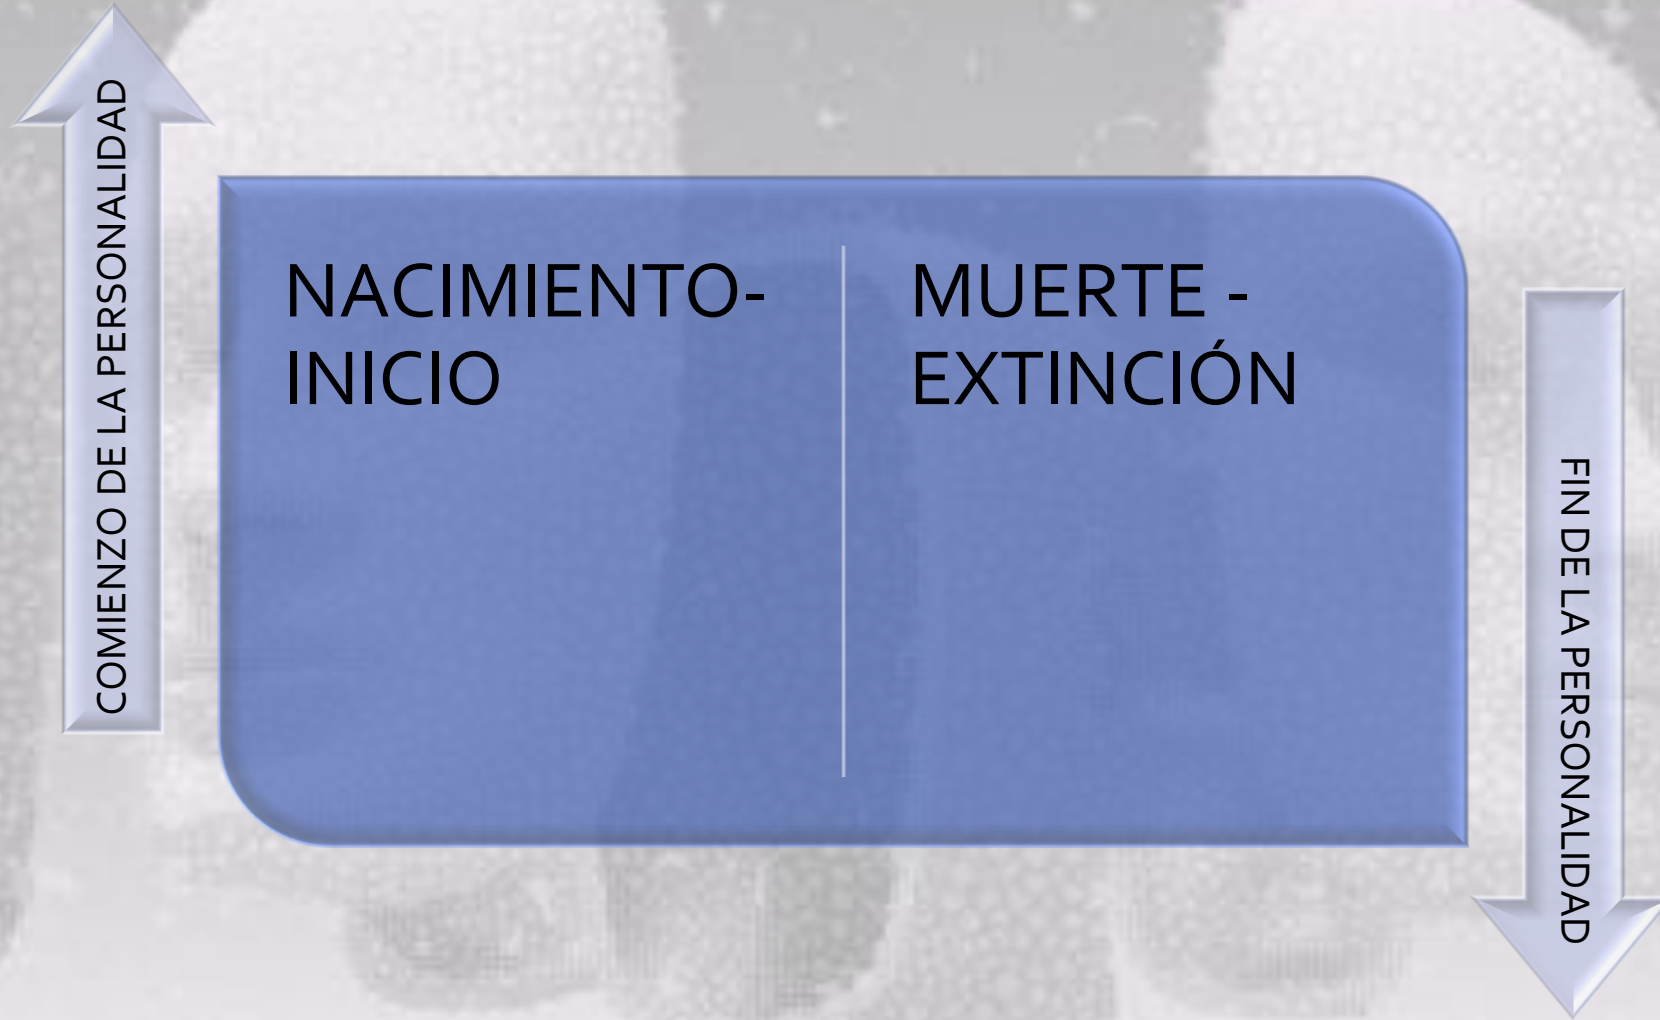 COMIENZO DE LA PERSONALIDAD
NACIMIENTO-
INICIO
MUERTE -
EXTINCIÓN
FIN DE LA PERSONALIDAD